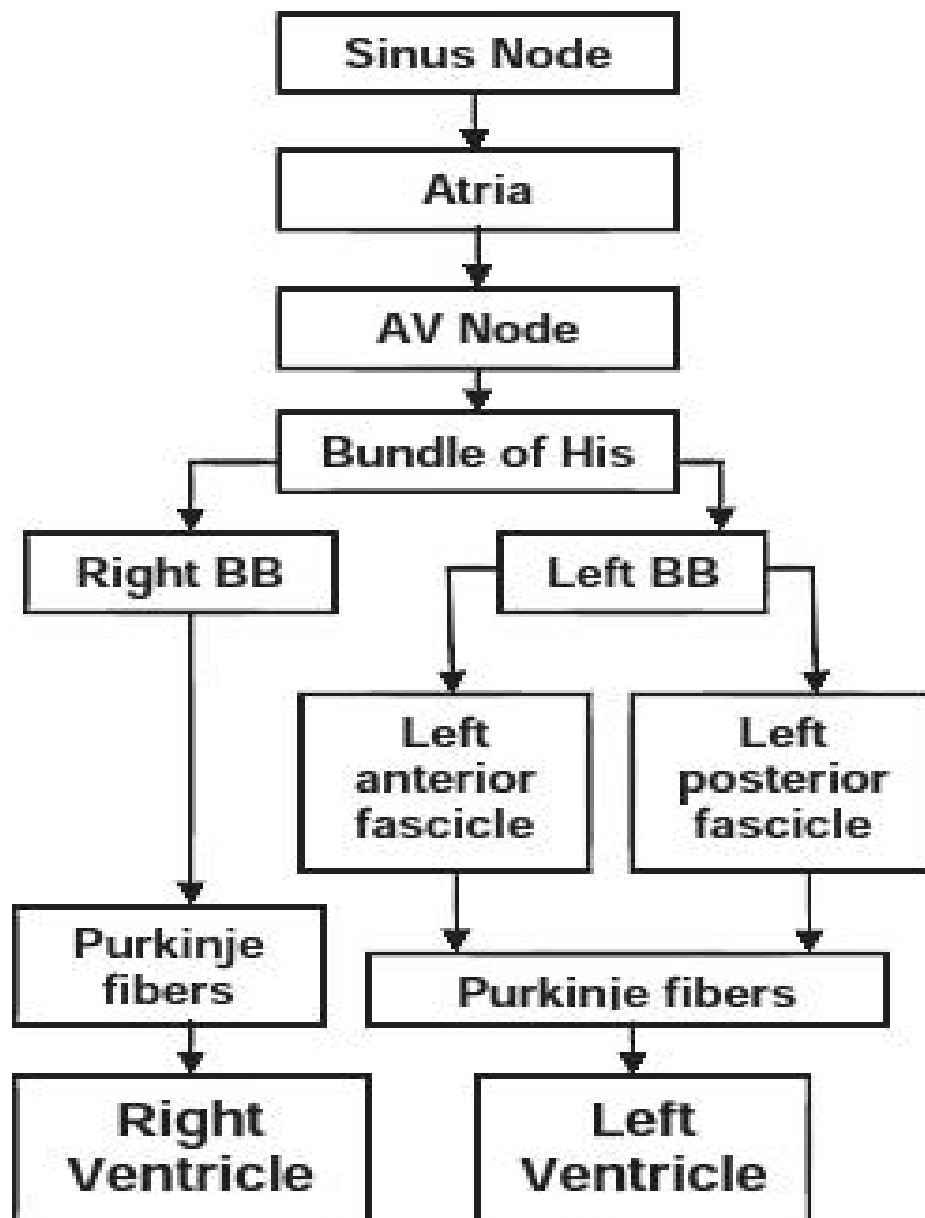 Sinus Node
Atria
AV Node
Bundle of His
Right BB
Left BB
Left
anterior
fascicle
Left
posterior
fascicle
Purkinje
fibers
Purkinje fibers
Right
Ventricle
Left
Ventricle